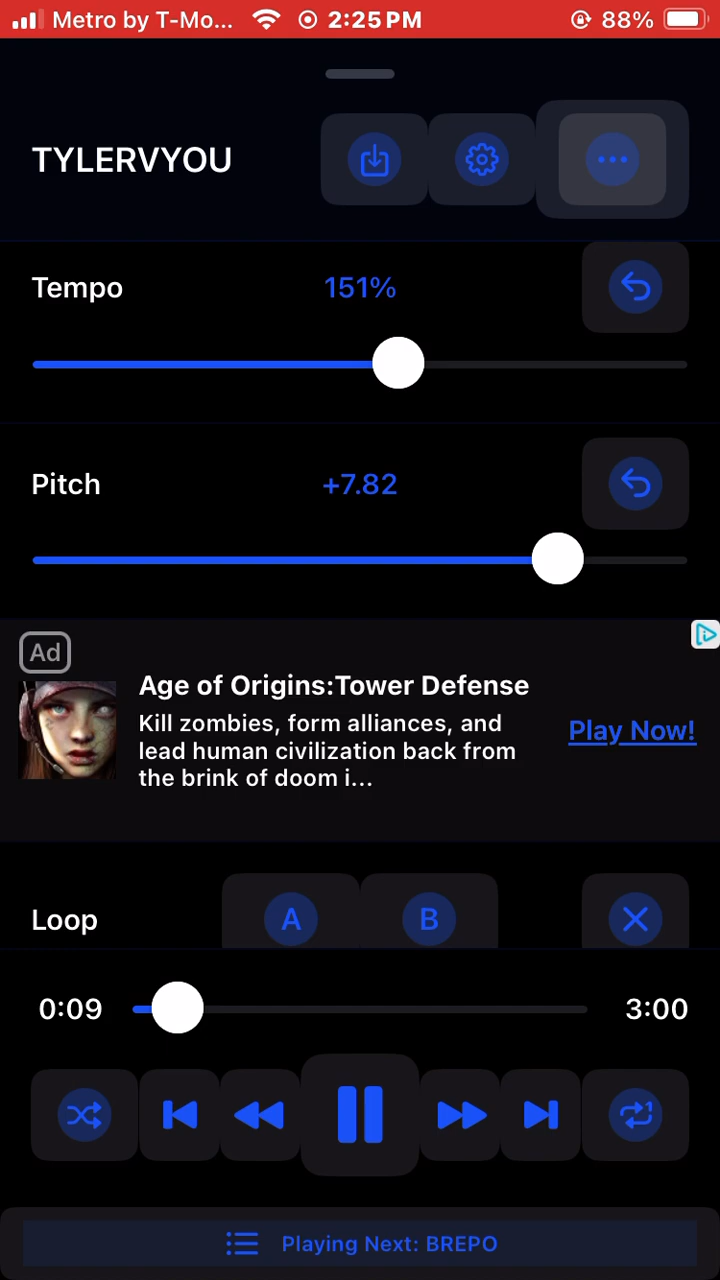 Metro by T-Mo... 2:25 PM 88%
TYLERVYOU
Tempo 151%
Pitch +7.82
Ad
Age of Origins:Tower Defense
Kill zombies, form alliances, and
lead human civilization back from
the brink of doom i...
Play Now!
Loop A B
0:09 3:00
Playing Next: BREPO